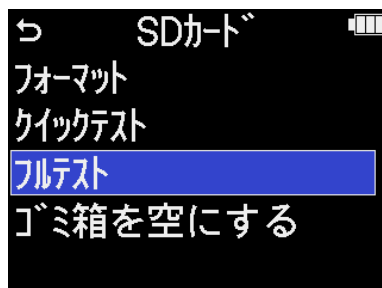 SDカード
フォーマット
クイックテスト
フルテスト
ゴミ箱を空にする